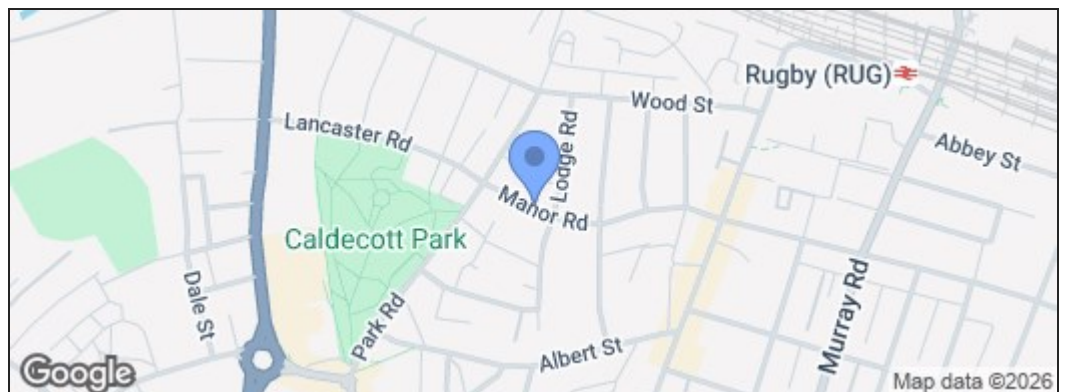 Rugby (RUG)
Wood St
Lancaster Rd
Lodge Rd
Abbey St
Manor Rd
Caldecott Park
Dale St
Park Rd
Murray Rd
Albert St
Google
Map data ©2026